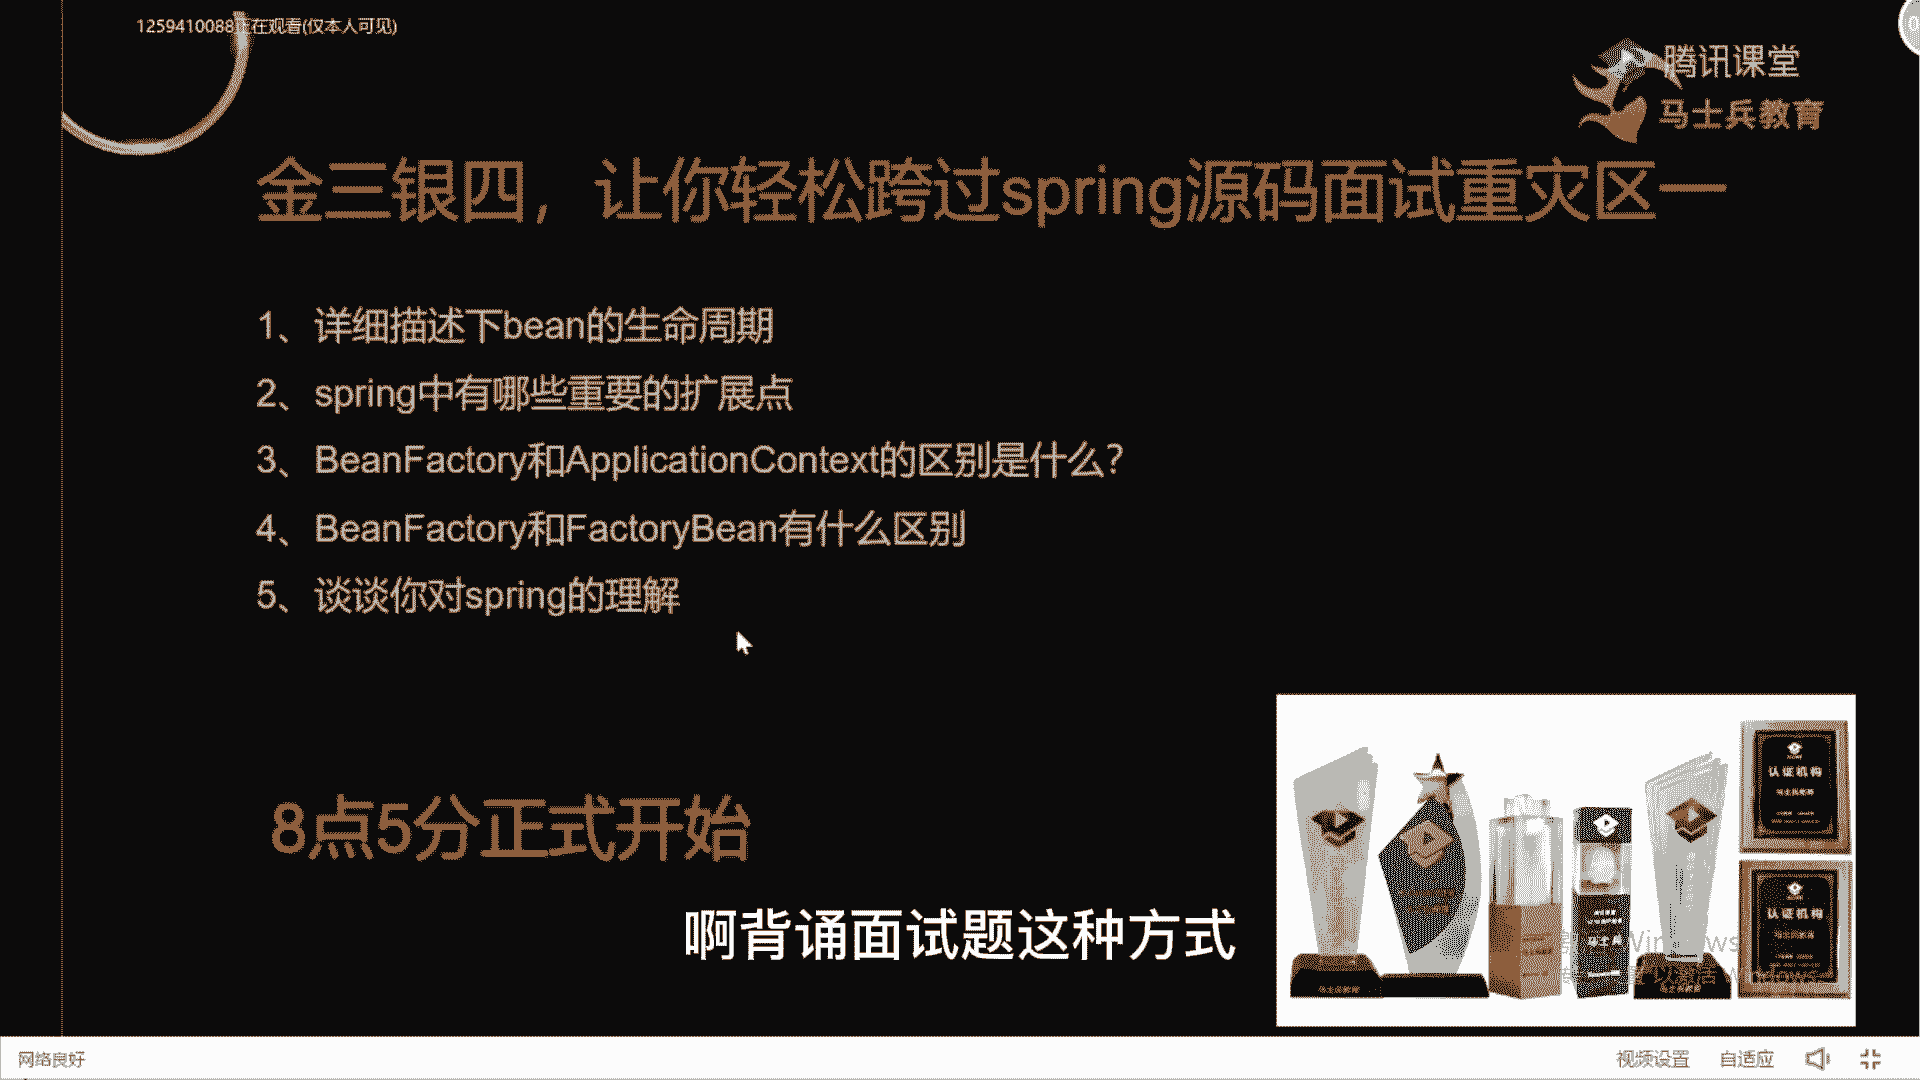 1259410088正在观看(仅本人可见)
腾讯课堂
马士兵教育
金三银四，让你轻松跨过spring源码面试重灾区一
1、详细描述下bean的生命周期
2、spring中有哪些重要的扩展点
3、BeanFactory和ApplicationContext的区别是什么?
4、BeanFactory和FactoryBean有什么区别
5、谈谈你对spring的理解
8点5分正式开始
啊背诵面试题这种方式
认证机构
认证机构
马士兵
Windows
以激活 Windows
网络良好
视频设置
自适应